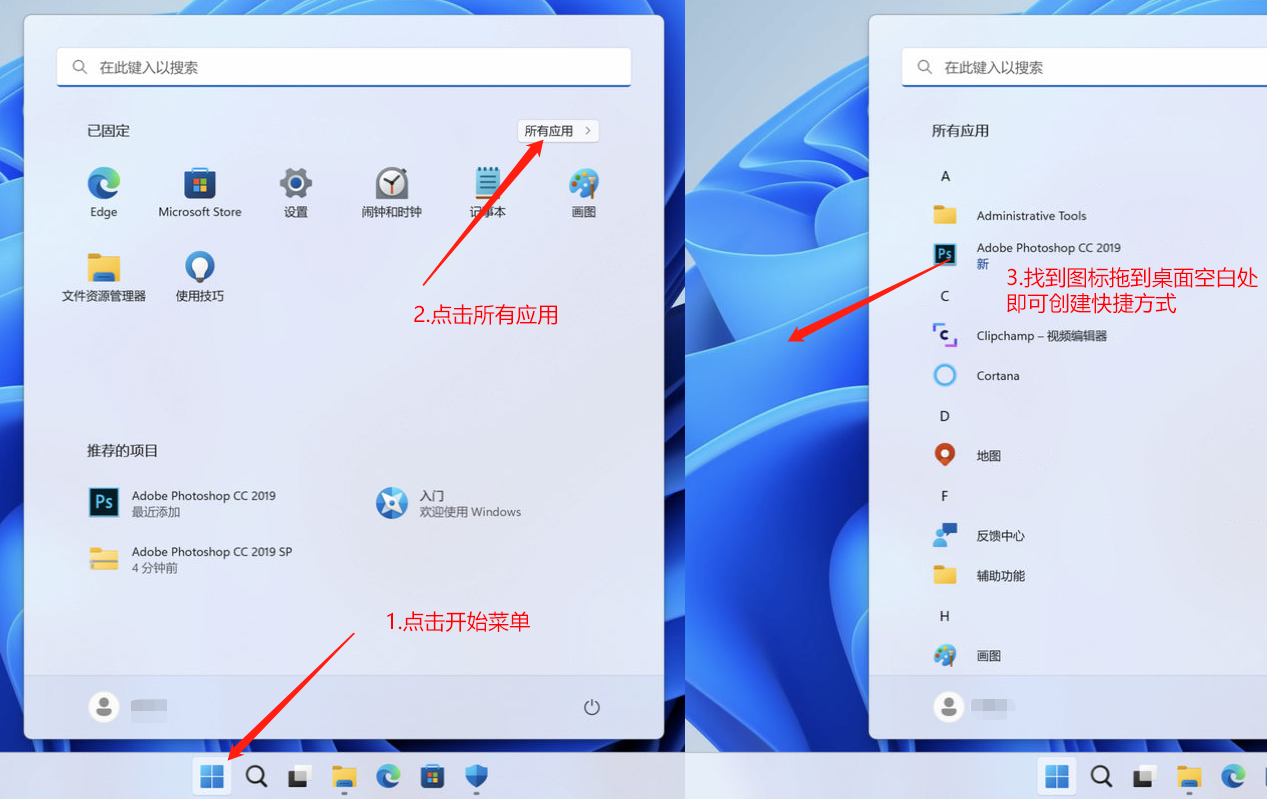 在此键入以搜索
已固定
所有应用
Edge
Microsoft Store
设置
闹钟和时钟
记事本
画图
文件资源管理器
使用技巧
2.点击所有应用
推荐的项目
Ps
Adobe Photoshop CC 2019
最近添加
入门
欢迎使用 Windows
Adobe Photoshop CC 2019 SP
4 分钟前
1.点击开始菜单
在此键入以搜索
所有应用
A
Administrative Tools
Ps
Adobe Photoshop CC 2019
新
3.找到图标拖到桌面空白处
即可创建快捷方式
C
Clipchamp – 视频编辑器
Cortana
D
地图
F
反馈中心
辅助功能
H
画图